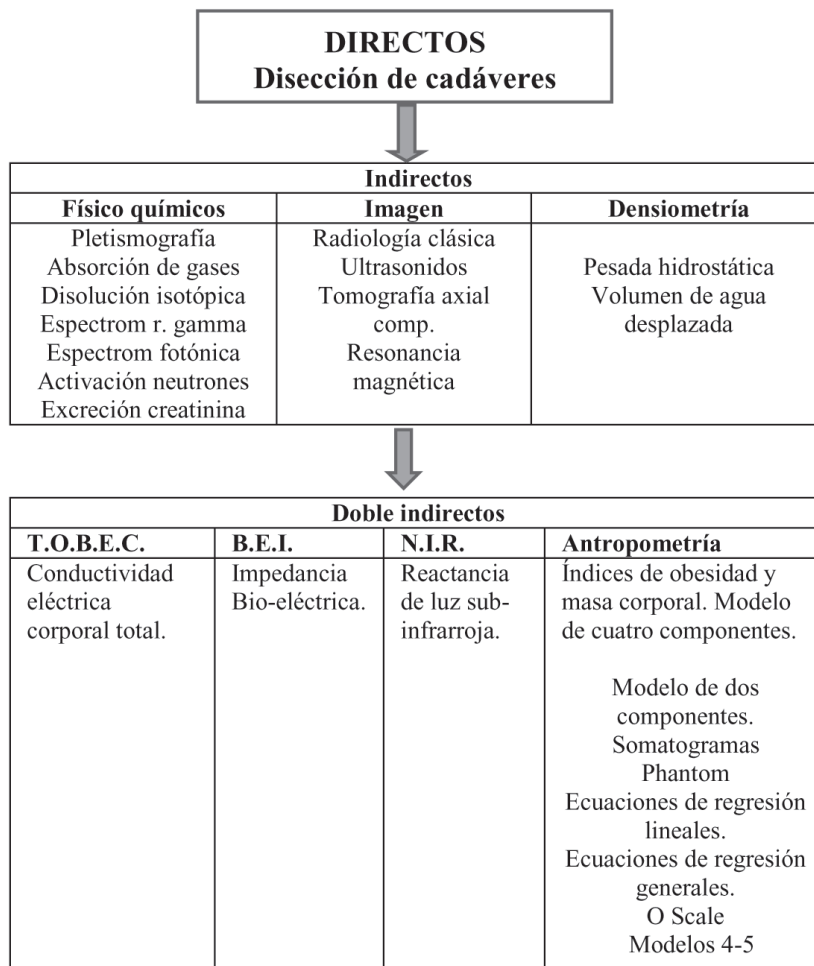 DIRECTOS
Disección de cadáveres
Indirectos
Físico químicos
Pletismografía
Absorción de gases
Disolución isotópica
Espectrom r. gamma
Espectrom fotónica
Activación neutrones
Excreción creatinina
Imagen
Radiología clásica
Ultrasonidos
Tomografía axial
comp.
Resonancia
magnética
Densiometría
Pesada hidrostática
Volumen de agua
desplazada
Doble indirectos
T.O.B.E.C.
Conductividad
eléctrica
corporal total.
B.E.I.
Impedancia
Bio-eléctrica.
N.I.R.
Reactancia
de luz sub-
infrarroja.
Antropometría
Índices de obesidad y
masa corporal. Modelo
de cuatro componentes.
Modelo de dos
componentes.
Somatogramas
Phantom
Ecuaciones de regresión
lineales.
Ecuaciones de regresión
generales.
O Scale
Modelos 4-5